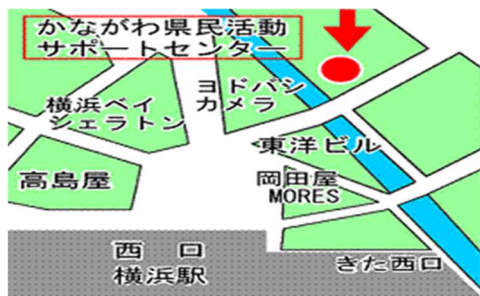 かながわ県民活動
サポートセンター
ヨドバシ
カメラ
横浜ベイ
シェラトン
東洋ビル
高島屋
岡田屋
MORES
西 口
横浜駅
きた西口